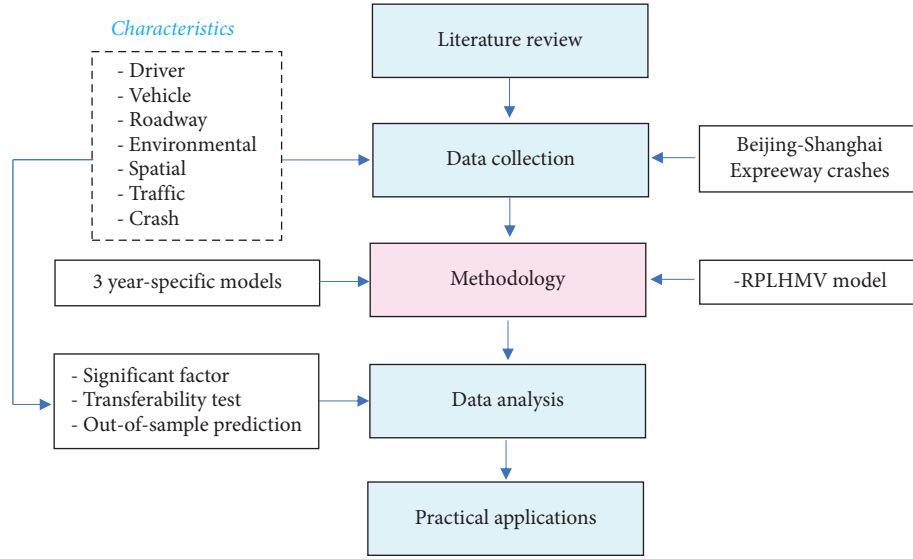 Characteristics
- Driver
- Vehicle
- Roadway
- Environmental
- Spatial
- Traffic
- Crash
Literature review
Data collection
Beijing-Shanghai
Expreeway crashes
3 year-specific models
Methodology
-RPLHMV model
- Significant factor
- Transferability test
- Out-of-sample prediction
Data analysis
Practical applications